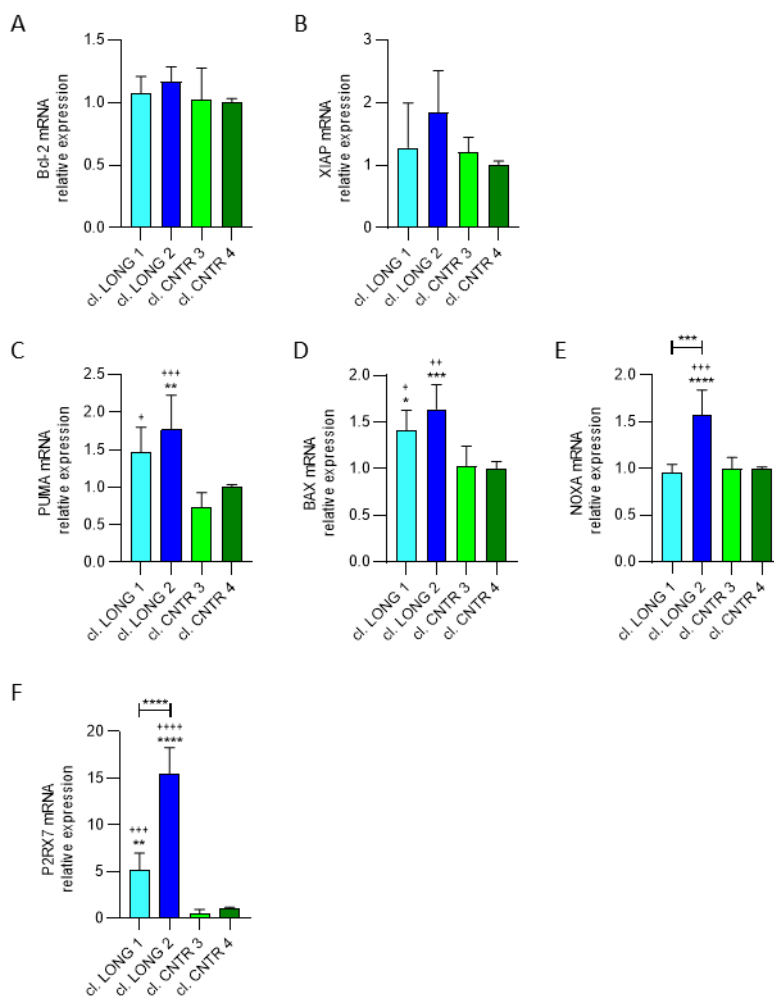 A
Bcl-2 mRNA
relative expression
1.5
1.0
0.5
0.0
cl. LONG 1
cl. LONG 2
cl. CNTR 3
cl. CNTR 4
B
XIAP mRNA
relative expression
3
2
1
0
cl. LONG 1
cl. LONG 2
cl. CNTR 3
cl. CNTR 4
C
PUMA mRNA
relative expression
2.5
2.0
1.5
1.0
0.5
0.0
+
*
+++
**
cl. LONG 1
cl. LONG 2
cl. CNTR 3
cl. CNTR 4
D
BAX mRNA
relative expression
2.0
1.5
1.0
0.5
0.0
+
*
++
***
cl. LONG 1
cl. LONG 2
cl. CNTR 3
cl. CNTR 4
E
NOXA mRNA
relative expression
2.0
1.5
1.0
0.5
0.0
***
+++
****
cl. LONG 1
cl. LONG 2
cl. CNTR 3
cl. CNTR 4
F
P2RX7 mRNA
relative expression
20
15
10
5
0
****
+++
**
++++
****
cl. LONG 1
cl. LONG 2
cl. CNTR 3
cl. CNTR 4